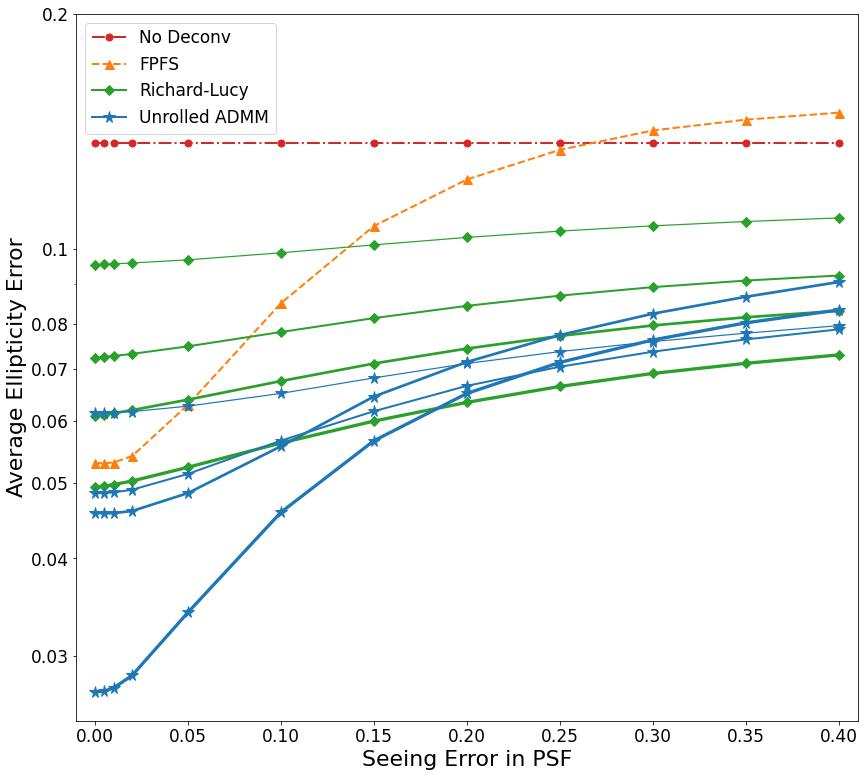 No Deconv
FPFS
Richard-Lucy
Unrolled ADMM
Average Ellipticity Error
0.2
0.1
0.08
0.07
0.06
0.05
0.04
0.03
0.00 0.05 0.10 0.15 0.20 0.25 0.30 0.35 0.40
Seeing Error in PSF